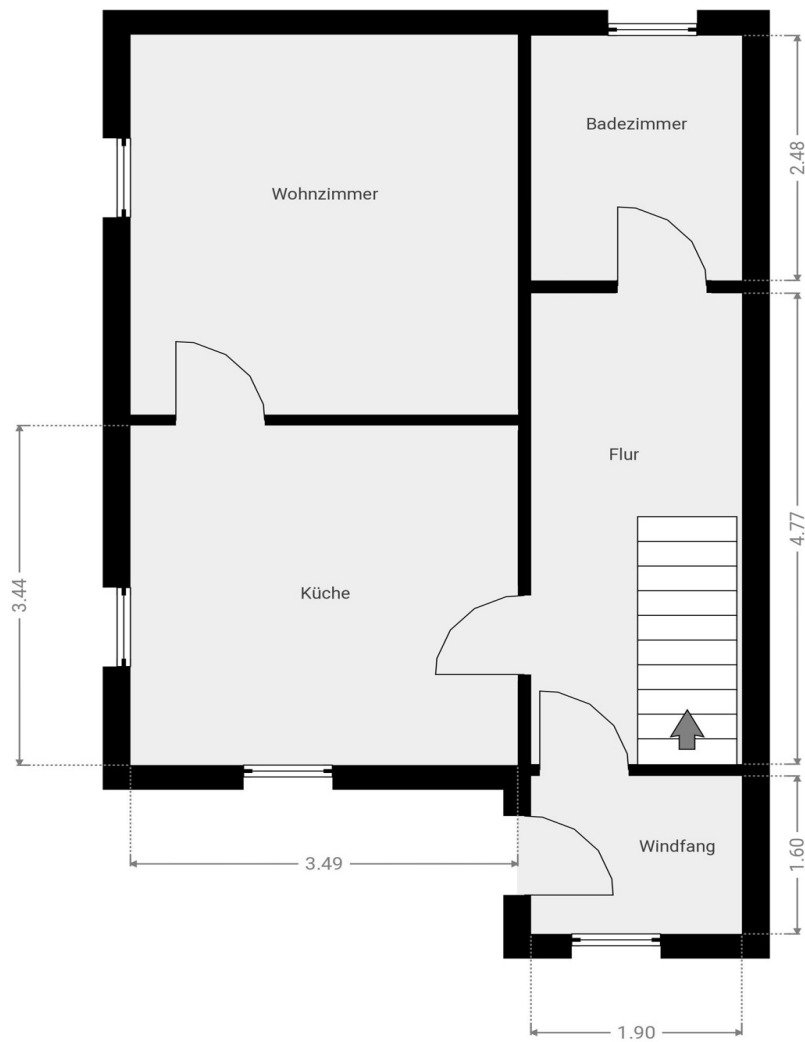 Badezimmer
2.48
Wohnzimmer
Flur
4.77
3.44
Küche
Windfang
1.60
3.49
1.90